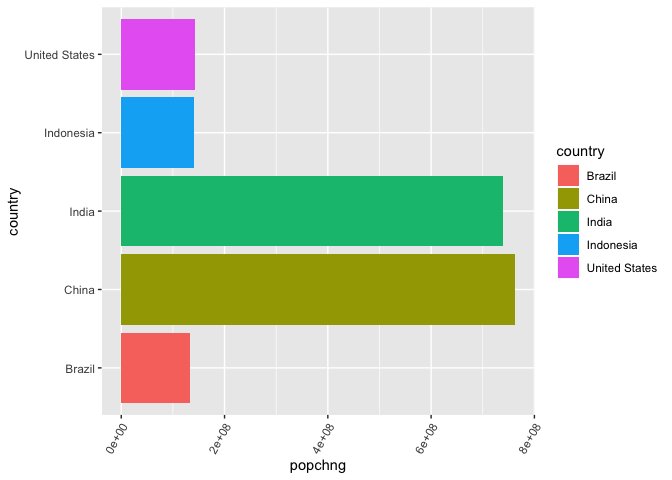 United States
Indonesia
India
China
Brazil
country
0e+00
2e+08
4e+08
6e+08
8e+08
popchng
country
Brazil
China
India
Indonesia
United States